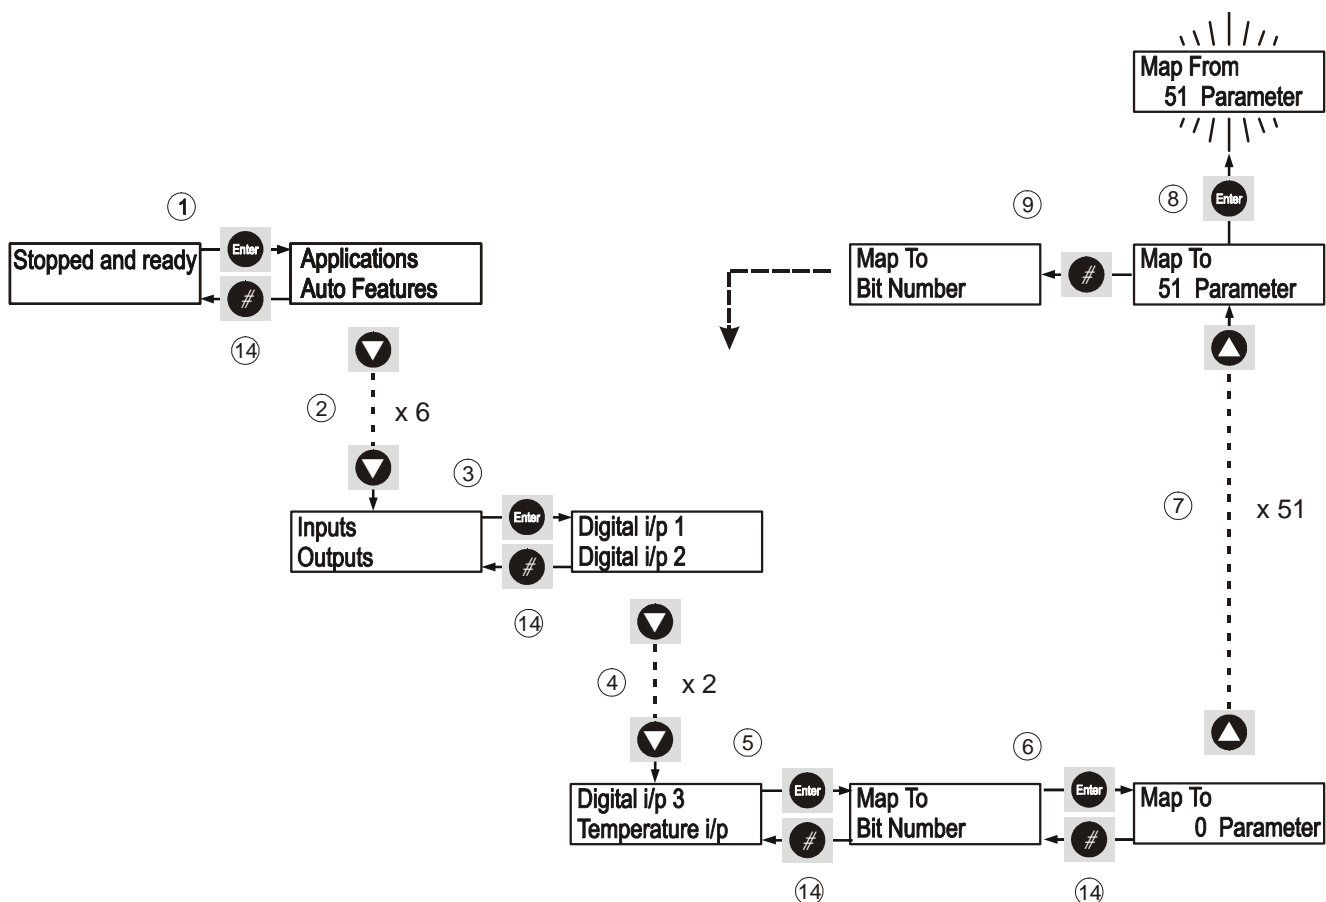 Map From
51 Parameter
1
9
8
Enter
Stopped and ready
Enter
#
Applications
Auto Features
Map To
Bit Number
#
Map To
51 Parameter
14
2
x 6
3
7
x 51
Inputs
Outputs
Enter
#
Digital i/p 1
Digital i/p 2
14
4
x 2
5
6
Digital i/p 3
Temperature i/p
Enter
#
Map To
Bit Number
Enter
#
Map To
0 Parameter
14
14